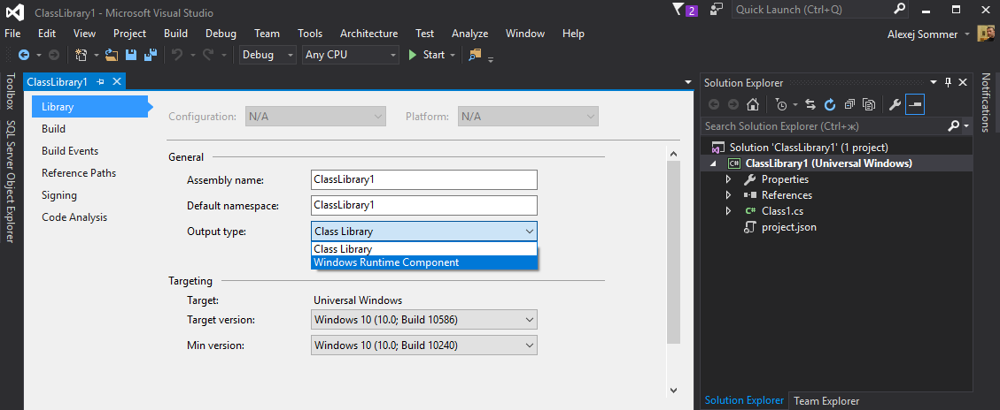 ClassLibrary1 - Microsoft Visual Studio
2
Quick Launch (Ctrl+Q)
File Edit View Project Build Debug Team Tools Architecture Test Analyze Window Help
Alexej Sommer
Debug Any CPU Start
Toolbox
SQL Server Object Explorer
ClassLibrary1
Library
Build
Build Events
Reference Paths
Signing
Code Analysis
Configuration: N/A Platform: N/A
General
Assembly name: ClassLibrary1
Default namespace: ClassLibrary1
Output type: Class Library
Class Library
Windows Runtime Component
Targeting
Target: Universal Windows
Target version: Windows 10 (10.0; Build 10586)
Min version: Windows 10 (10.0; Build 10240)
Solution Explorer
Search Solution Explorer (Ctrl+ж)
Solution 'ClassLibrary1' (1 project)
C# ClassLibrary1 (Universal Windows)
Properties
References
C# Class1.cs
project.json
Solution Explorer Team Explorer
Notifications